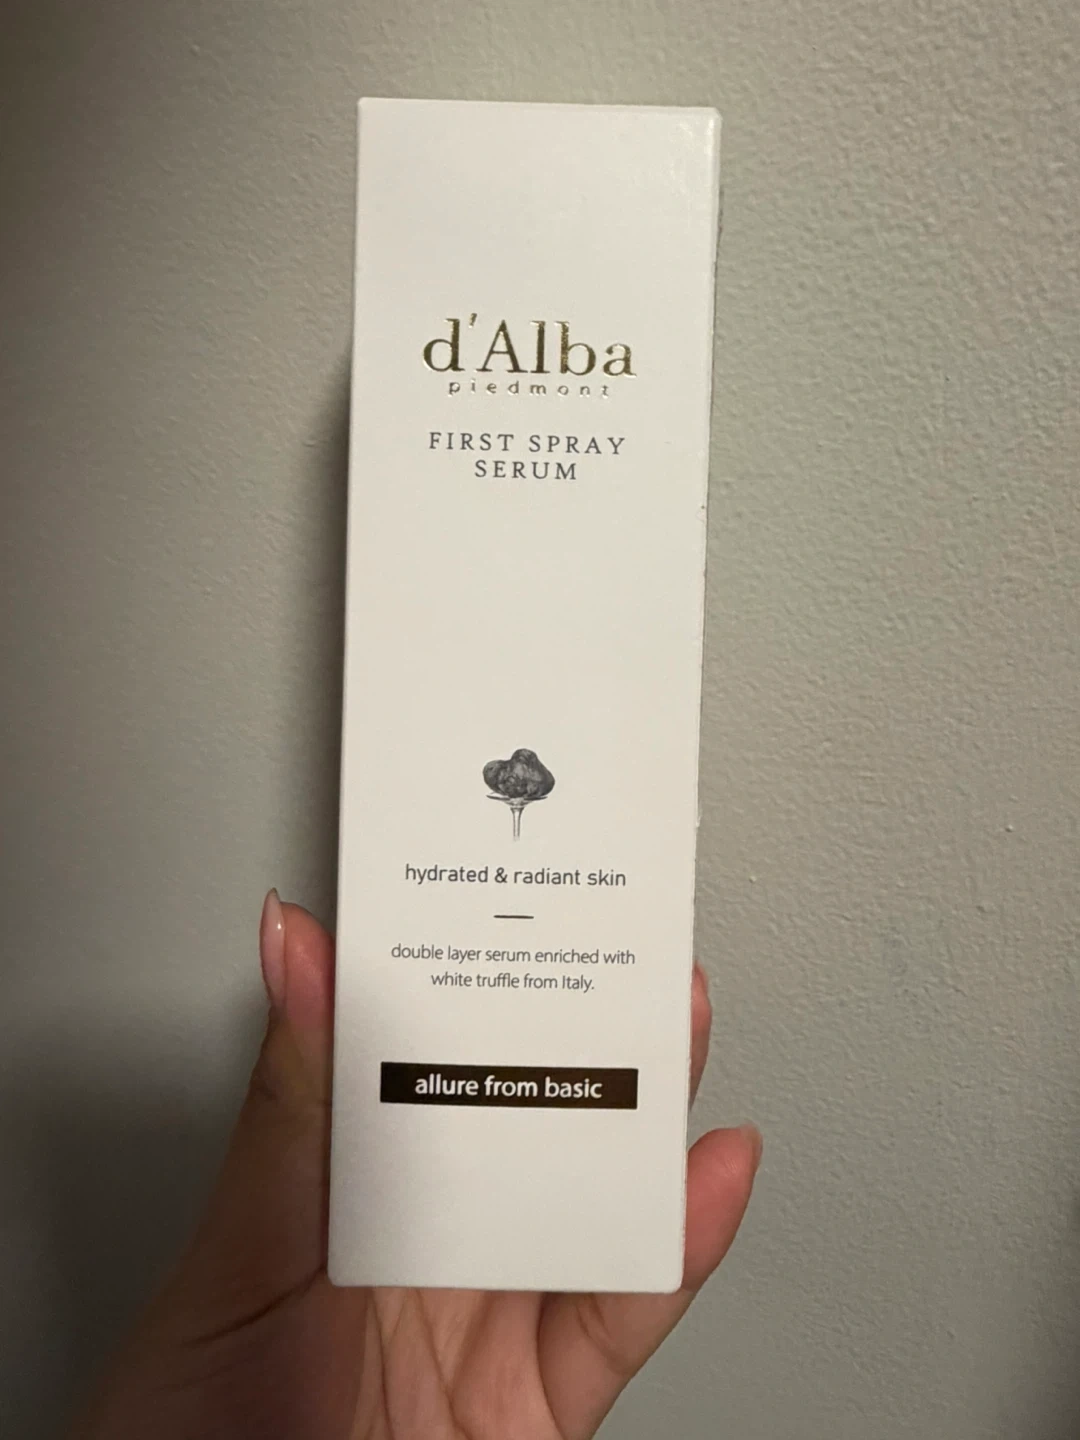 d'Alba
piedmont
FIRST SPRAY
SERUM
hydrated & radiant skin
double layer serum enriched with
white truffle from Italy.
allure from basic